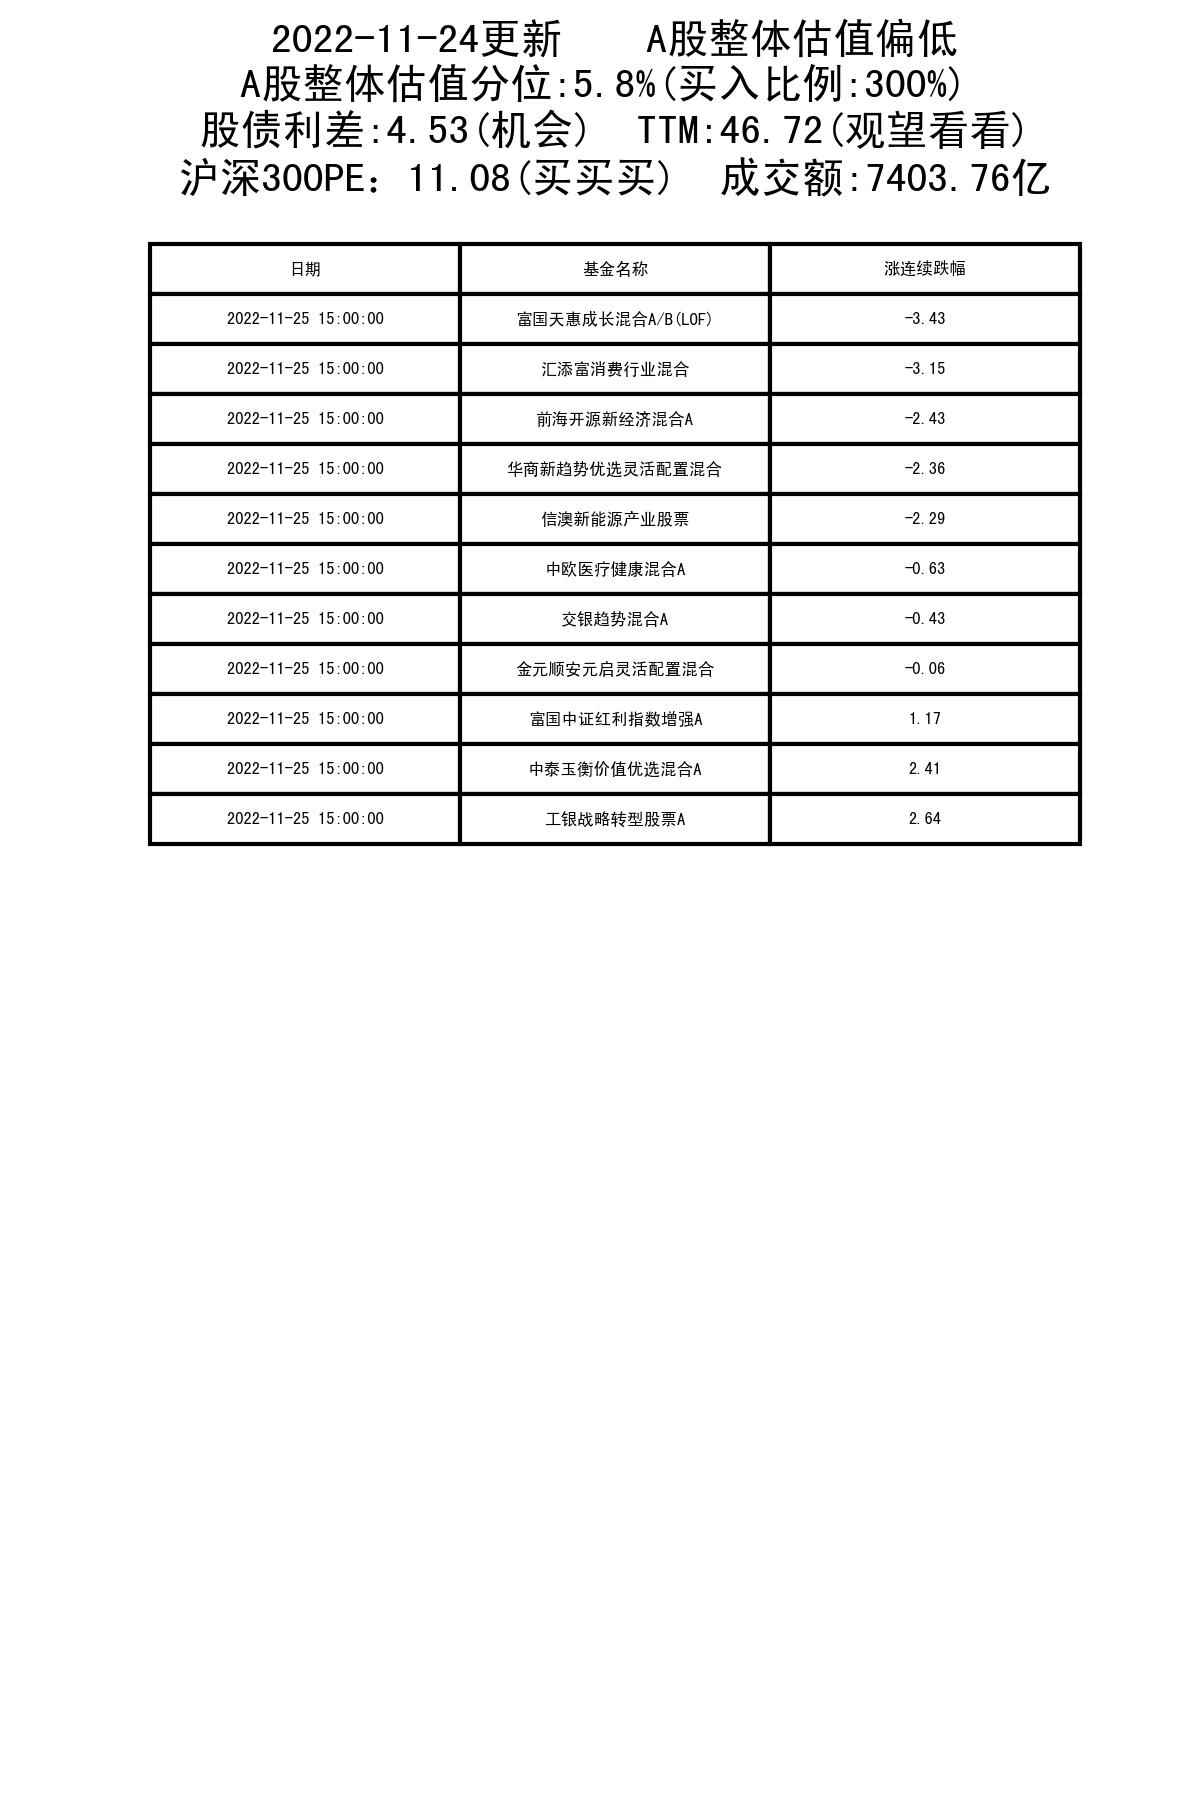 2022-11-24更新 A股整体估值偏低
A股整体估值分位:5.8%(买入比例:300%)
股债利差:4.53(机会) TTM:46.72(观望看看)
沪深300PE：11.08(买买买) 成交额:7403.76亿
日期 基金名称 涨连续跌幅
2022-11-25 15:00:00 富国天惠成长混合A/B(LOF) -3.43
2022-11-25 15:00:00 汇添富消费行业混合 -3.15
2022-11-25 15:00:00 前海开源新经济混合A -2.43
2022-11-25 15:00:00 华商新趋势优选灵活配置混合 -2.36
2022-11-25 15:00:00 信澳新能源产业股票 -2.29
2022-11-25 15:00:00 中欧医疗健康混合A -0.63
2022-11-25 15:00:00 交银趋势混合A -0.43
2022-11-25 15:00:00 金元顺安元启灵活配置混合 -0.06
2022-11-25 15:00:00 富国中证红利指数增强A 1.17
2022-11-25 15:00:00 中泰玉衡价值优选混合A 2.41
2022-11-25 15:00:00 工银战略转型股票A 2.64